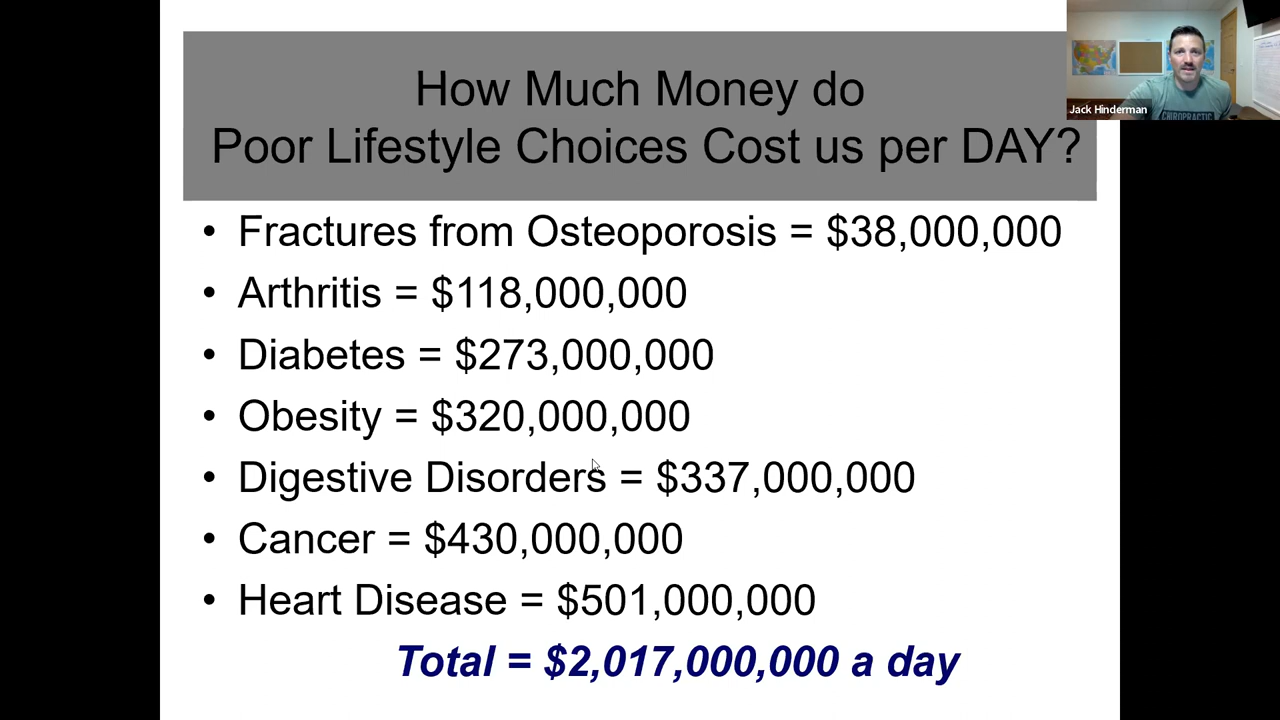 How Much Money do
Poor Lifestyle Choices Cost us per DAY?
• Fractures from Osteoporosis = $38,000,000
• Arthritis = $118,000,000
• Diabetes = $273,000,000
• Obesity = $320,000,000
• Digestive Disorders = $337,000,000
• Cancer = $430,000,000
• Heart Disease = $501,000,000
Total = $2,017,000,000 a day
Jack Hinderman
CHIROPRACTIC